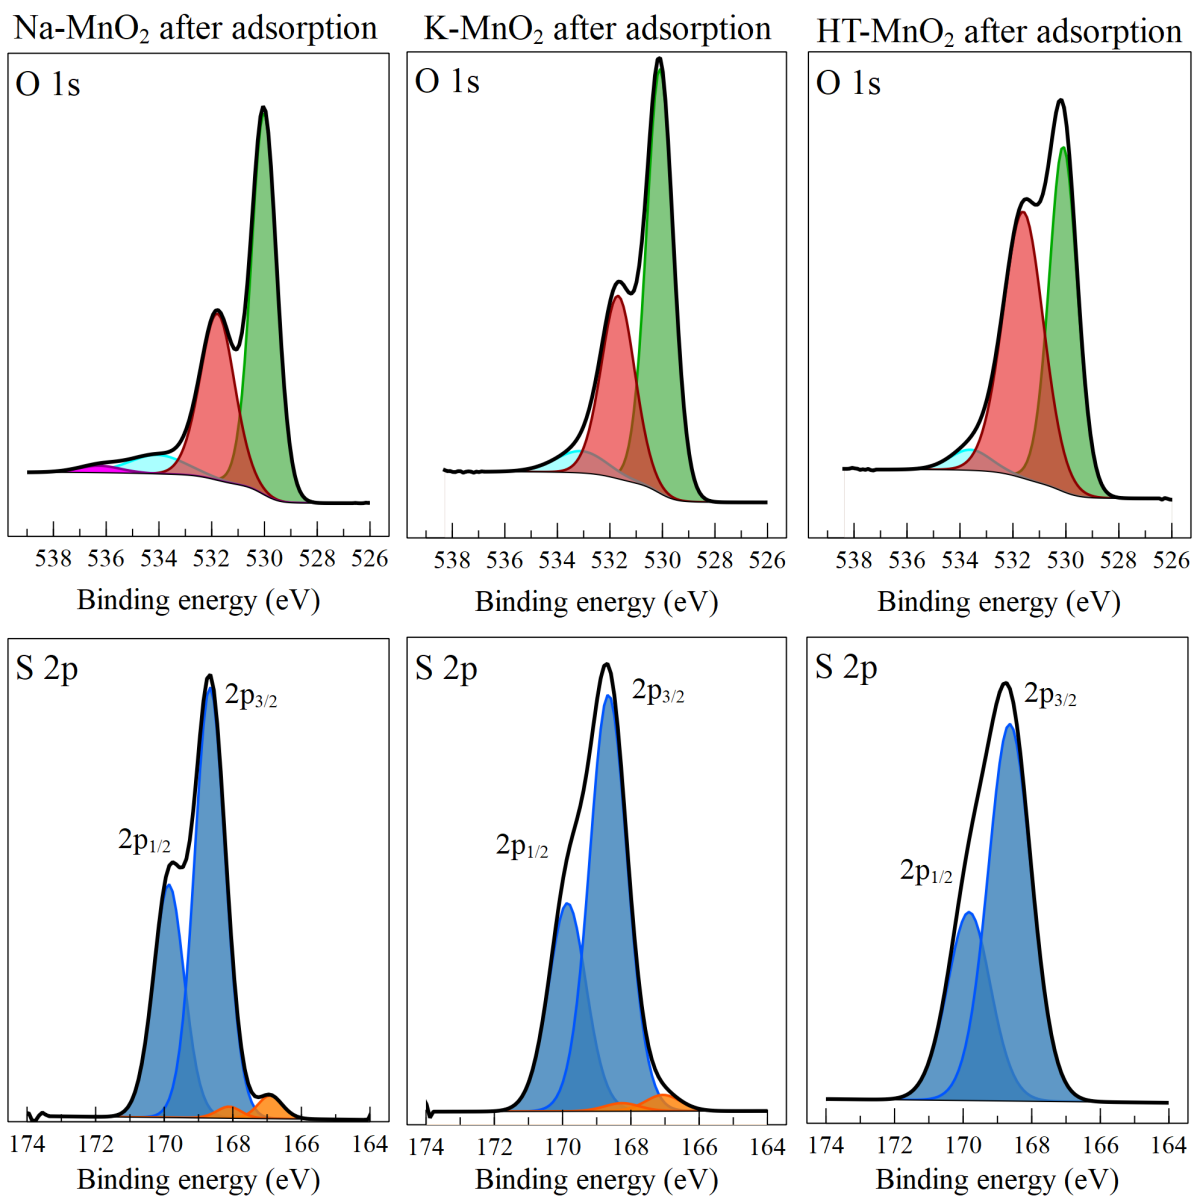 Na-MnO₂ after adsorption
K-MnO₂ after adsorption
HT-MnO₂ after adsorption
O 1s
O 1s
O 1s
538 536 534 532 530 528 526
538 536 534 532 530 528 526
538 536 534 532 530 528 526
Binding energy (eV)
Binding energy (eV)
Binding energy (eV)
S 2p
2p₃/₂
2p₁/₂
S 2p
2p₃/₂
2p₁/₂
S 2p
2p₃/₂
2p₁/₂
174 172 170 168 166 164
174 172 170 168 166 164
174 172 170 168 166 164
Binding energy (eV)
Binding energy (eV)
Binding energy (eV)